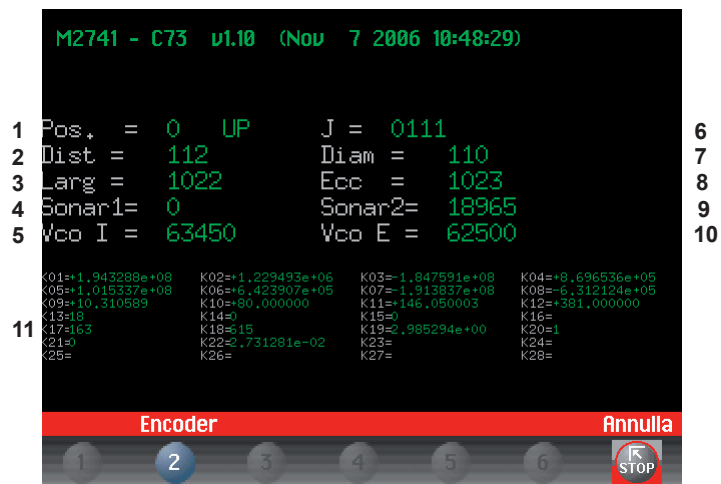 M2741 - C73 v1.10 (Nov 7 2006 10:48:29)
1 Pos. = 0 UP J = 0111 6
2 Dist = 112 Diam = 110 7
3 Larg = 1022 Ecc = 1023 8
4 Sonar1= 0 Sonar2= 18965 9
5 Vco I = 63450 Vco E = 62500 10
K01=+1.943288e+08 K02=+1.229493e+06 K03=-1.847591e+08 K04=+8.696536e+05
K05=+1.015337e+08 K06=+6.423907e+05 K07=-1.913837e+08 K08=-6.312124e+05
K09=+10.310589 K10=+80.000000 K11=+146.050003 K12=+381.000000
K13=18 K14=0 K15=0 K16=
11 K17=163 K18=615 K19=2.985294e+00 K20=1
K21=0 K22=2.731281e-02 K23= K24=
K25= K26= K27= K28=
Encoder Annulla
1 2 3 4 5 6 STOP